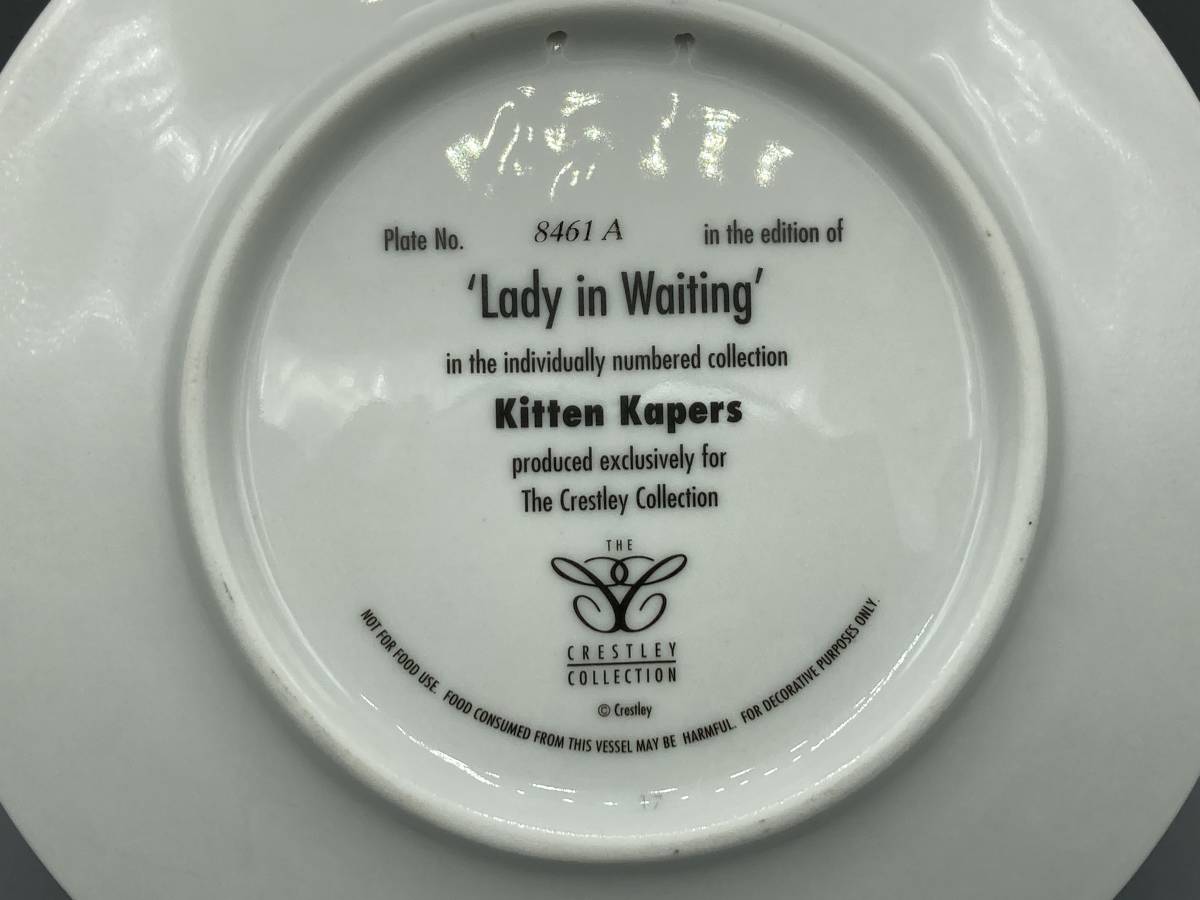 Plate No. 8461 A in the edition of
'Lady in Waiting'
in the individually numbered collection
Kitten Kapers
produced exclusively for
The Crestley Collection
THE
CRESTLEY
COLLECTION
© Crestley
NOT FOR FOOD USE. FOOD CONSUMED FROM THIS VESSEL MAY BE HARMFUL. FOR DECORATIVE PURPOSES ONLY.